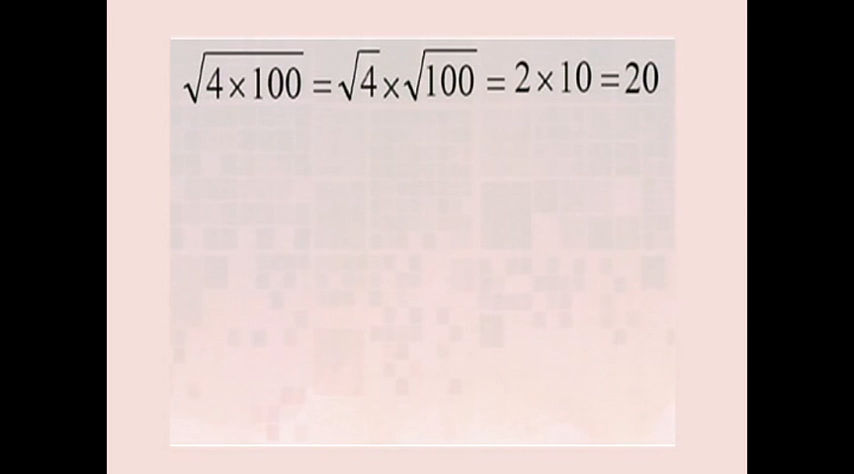 √4×100 = √4 × √100 = 2×10 = 20